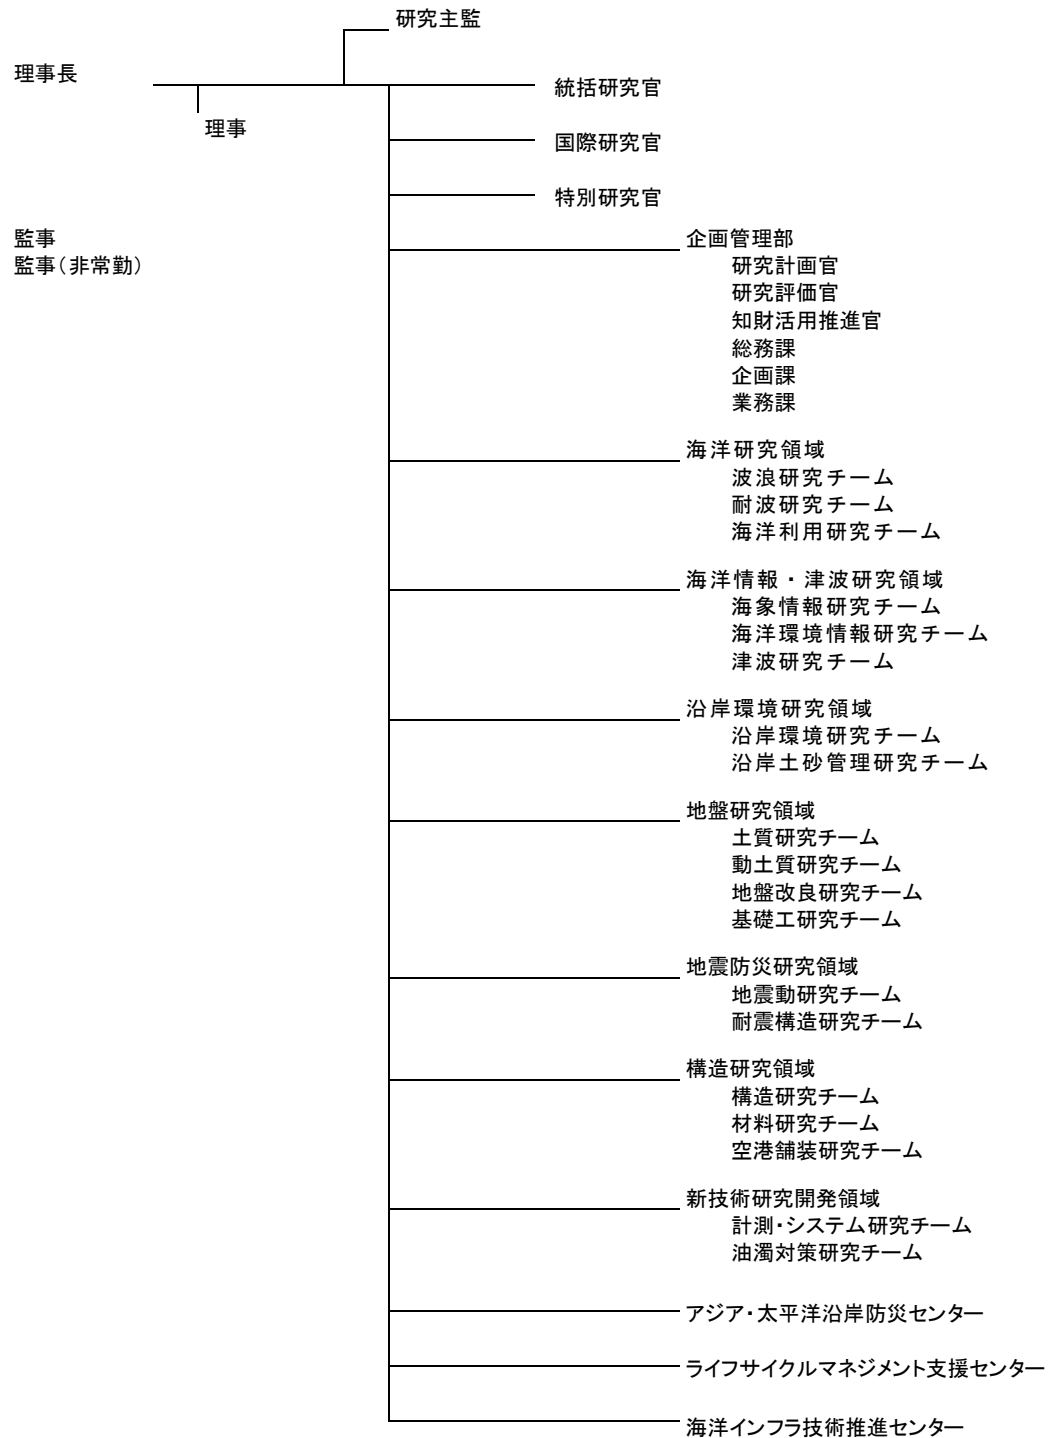 研究主監
理事長
統括研究官
理事
国際研究官
特別研究官
監事
監事(非常勤)
企画管理部
研究計画官
研究評価官
知財活用推進官
総務課
企画課
業務課
海洋研究領域
波浪研究チーム
耐波研究チーム
海洋利用研究チーム
海洋情報・津波研究領域
海象情報研究チーム
海洋環境情報研究チーム
津波研究チーム
沿岸環境研究領域
沿岸環境研究チーム
沿岸土砂管理研究チーム
地盤研究領域
土質研究チーム
動土質研究チーム
地盤改良研究チーム
基礎工研究チーム
地震防災研究領域
地震動研究チーム
耐震構造研究チーム
構造研究領域
構造研究チーム
材料研究チーム
空港舗装研究チーム
新技術研究開発領域
計測・システム研究チーム
油濁対策研究チーム
アジア・太平洋沿岸防災センター
ライフサイクルマネジメント支援センター
海洋インフラ技術推進センター